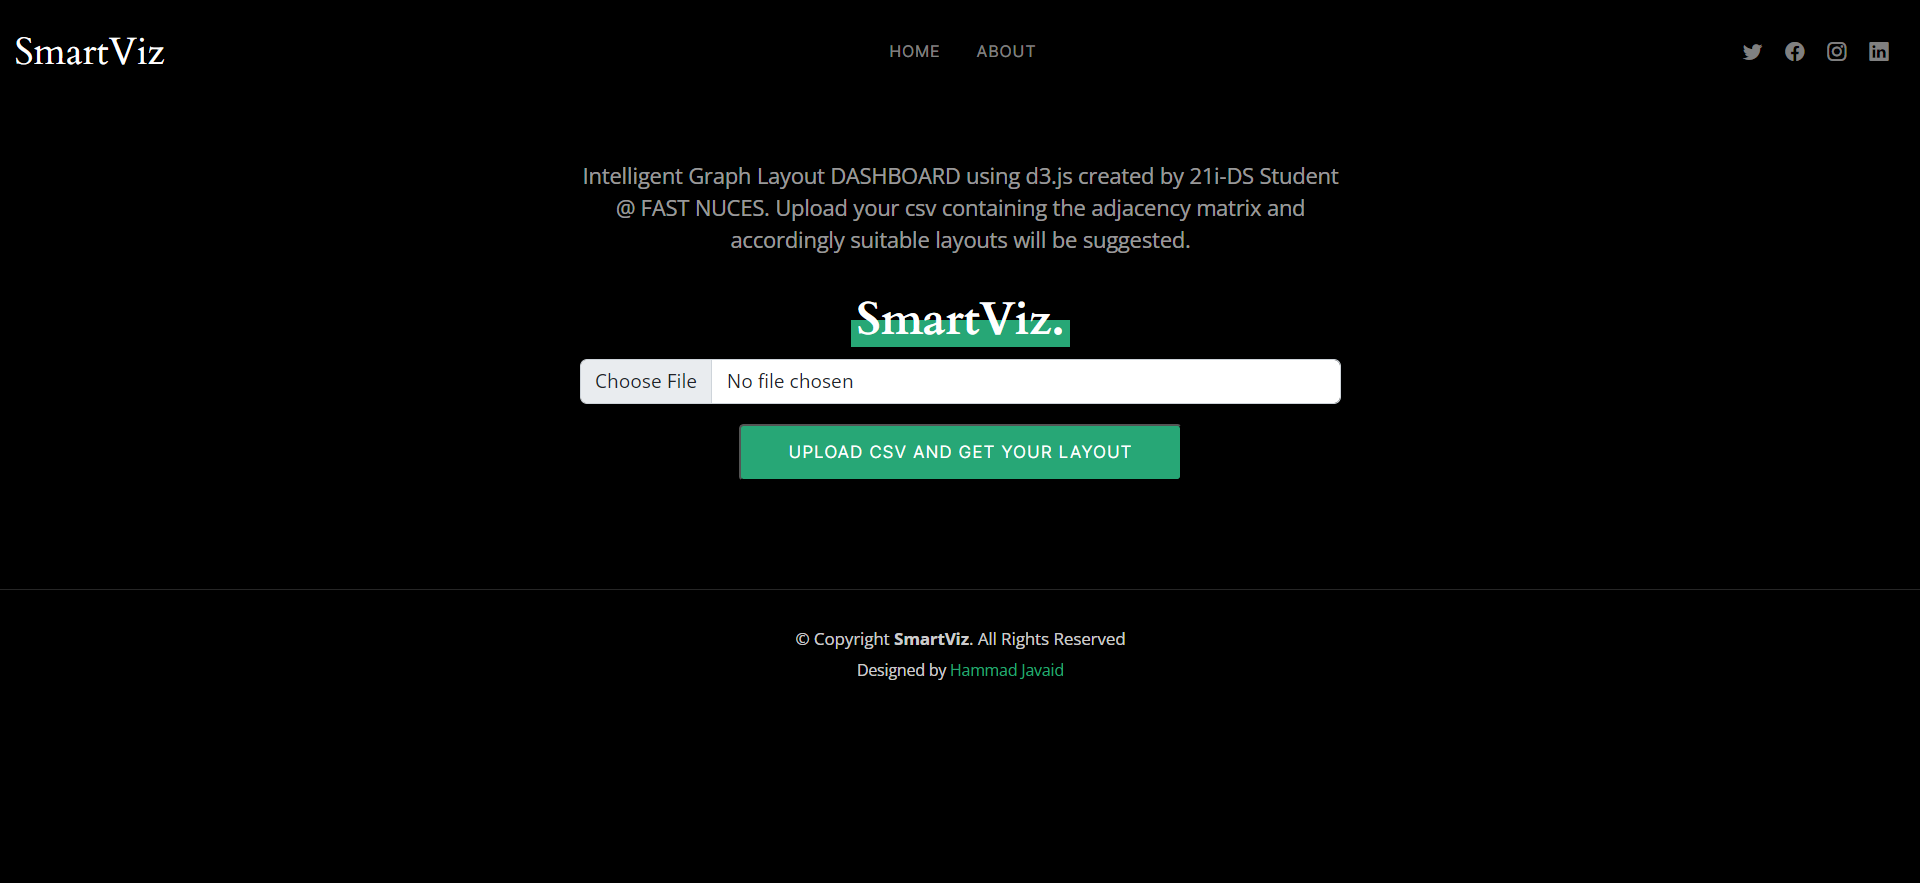 SmartViz
HOME
ABOUT
Intelligent Graph Layout DASHBOARD using d3.js created by 21i-DS Student
@ FAST NUCES. Upload your csv containing the adjacency matrix and
accordingly suitable layouts will be suggested.
SmartViz.
Choose File
No file chosen
UPLOAD CSV AND GET YOUR LAYOUT
© Copyright SmartViz. All Rights Reserved
Designed by Hammad Javaid